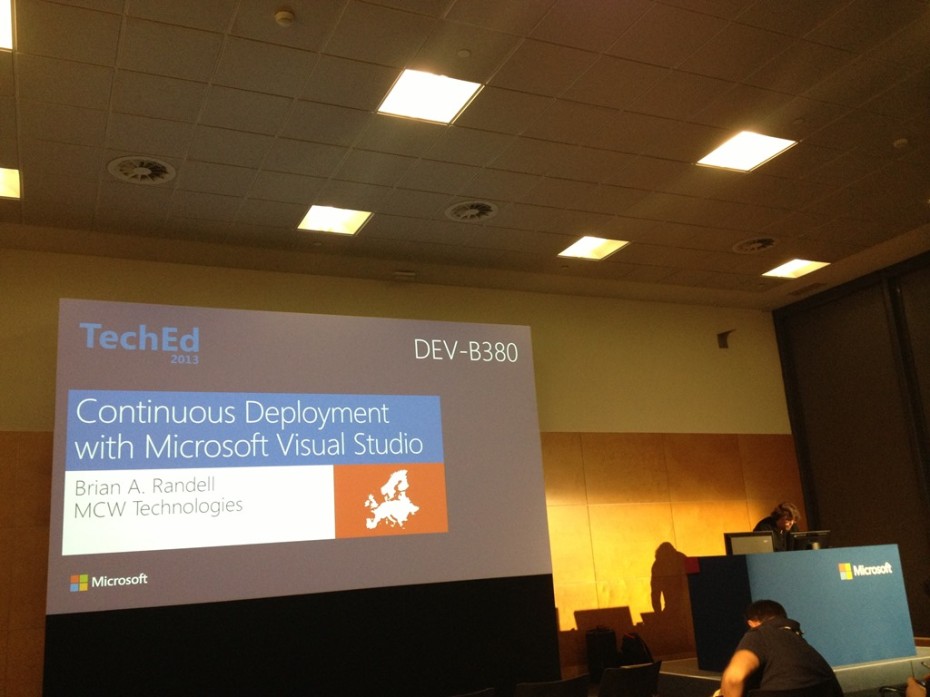 TechEd
2013
DEV-B380
Continuous Deployment
with Microsoft Visual Studio
Brian A. Randell
MCW Technologies
Microsoft
Microsoft